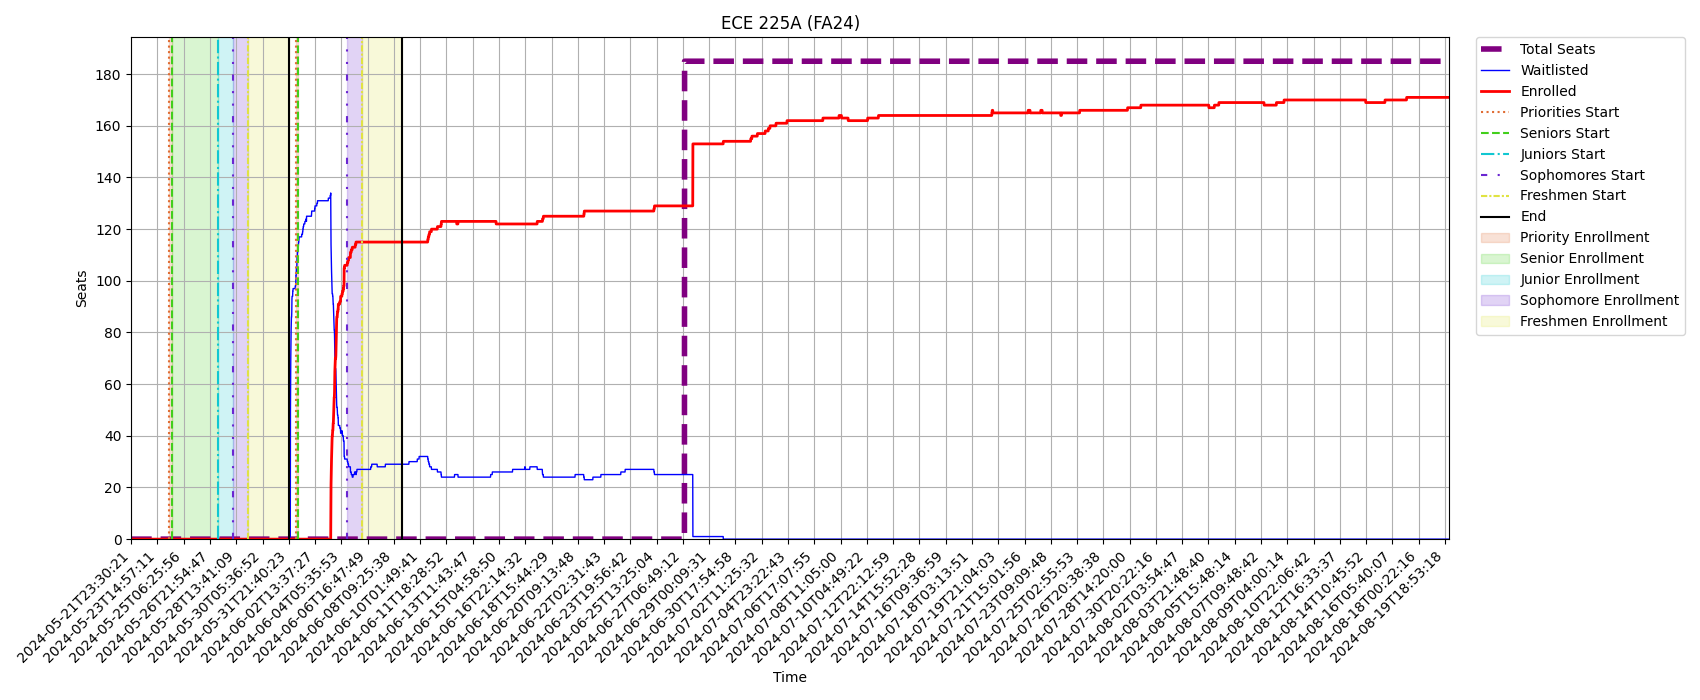 ECE 225A (FA24)
Total Seats
Waitlisted
Enrolled
Priorities Start
Seniors Start
Juniors Start
Sophomores Start
Freshmen Start
End
Priority Enrollment
Senior Enrollment
Junior Enrollment
Sophomore Enrollment
Freshmen Enrollment
Seats
180
160
140
120
100
80
60
40
20
0
2024-05-21T23:30:21
2024-05-23T14:57:11
2024-05-25T06:25:56
2024-05-26T21:54:47
2024-05-28T13:41:09
2024-05-30T05:36:52
2024-05-31T21:40:23
2024-06-02T13:37:27
2024-06-04T05:35:53
2024-06-06T16:47:49
2024-06-08T09:25:38
2024-06-10T01:49:41
2024-06-11T18:28:52
2024-06-13T11:43:47
2024-06-15T04:58:50
2024-06-16T22:14:32
2024-06-18T15:44:29
2024-06-20T09:13:48
2024-06-22T02:31:43
2024-06-23T19:56:42
2024-06-25T13:25:04
2024-06-27T06:49:12
2024-06-29T00:09:31
2024-06-30T17:54:58
2024-07-02T11:25:32
2024-07-04T23:22:43
2024-07-06T17:07:55
2024-07-08T11:05:00
2024-07-10T04:49:22
2024-07-12T22:12:59
2024-07-14T15:52:28
2024-07-16T09:36:59
2024-07-18T03:13:51
2024-07-19T21:04:03
2024-07-21T15:01:56
2024-07-23T09:09:48
2024-07-25T02:55:53
2024-07-26T20:38:38
2024-07-28T14:20:00
2024-07-30T20:22:16
2024-08-02T03:54:47
2024-08-03T21:48:40
2024-08-05T15:48:14
2024-08-07T09:48:42
2024-08-09T04:00:14
2024-08-10T22:06:42
2024-08-12T16:33:37
2024-08-14T10:45:52
2024-08-16T05:40:07
2024-08-18T00:22:16
2024-08-19T18:53:18
Time